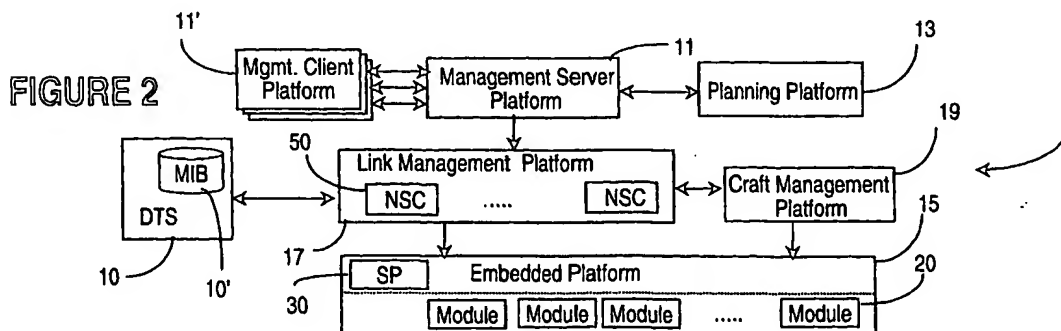 11'
11
13
FIGURE 2
Mgmt. Client
Platform
Management Server
Platform
Planning Platform
19
50
Link Management Platform
MIB
NSC
.....
NSC
Craft Management
Platform
DTS
15
10
10'
17
20
30
SP
Embedded Platform
Module
Module
Module
.....
Module